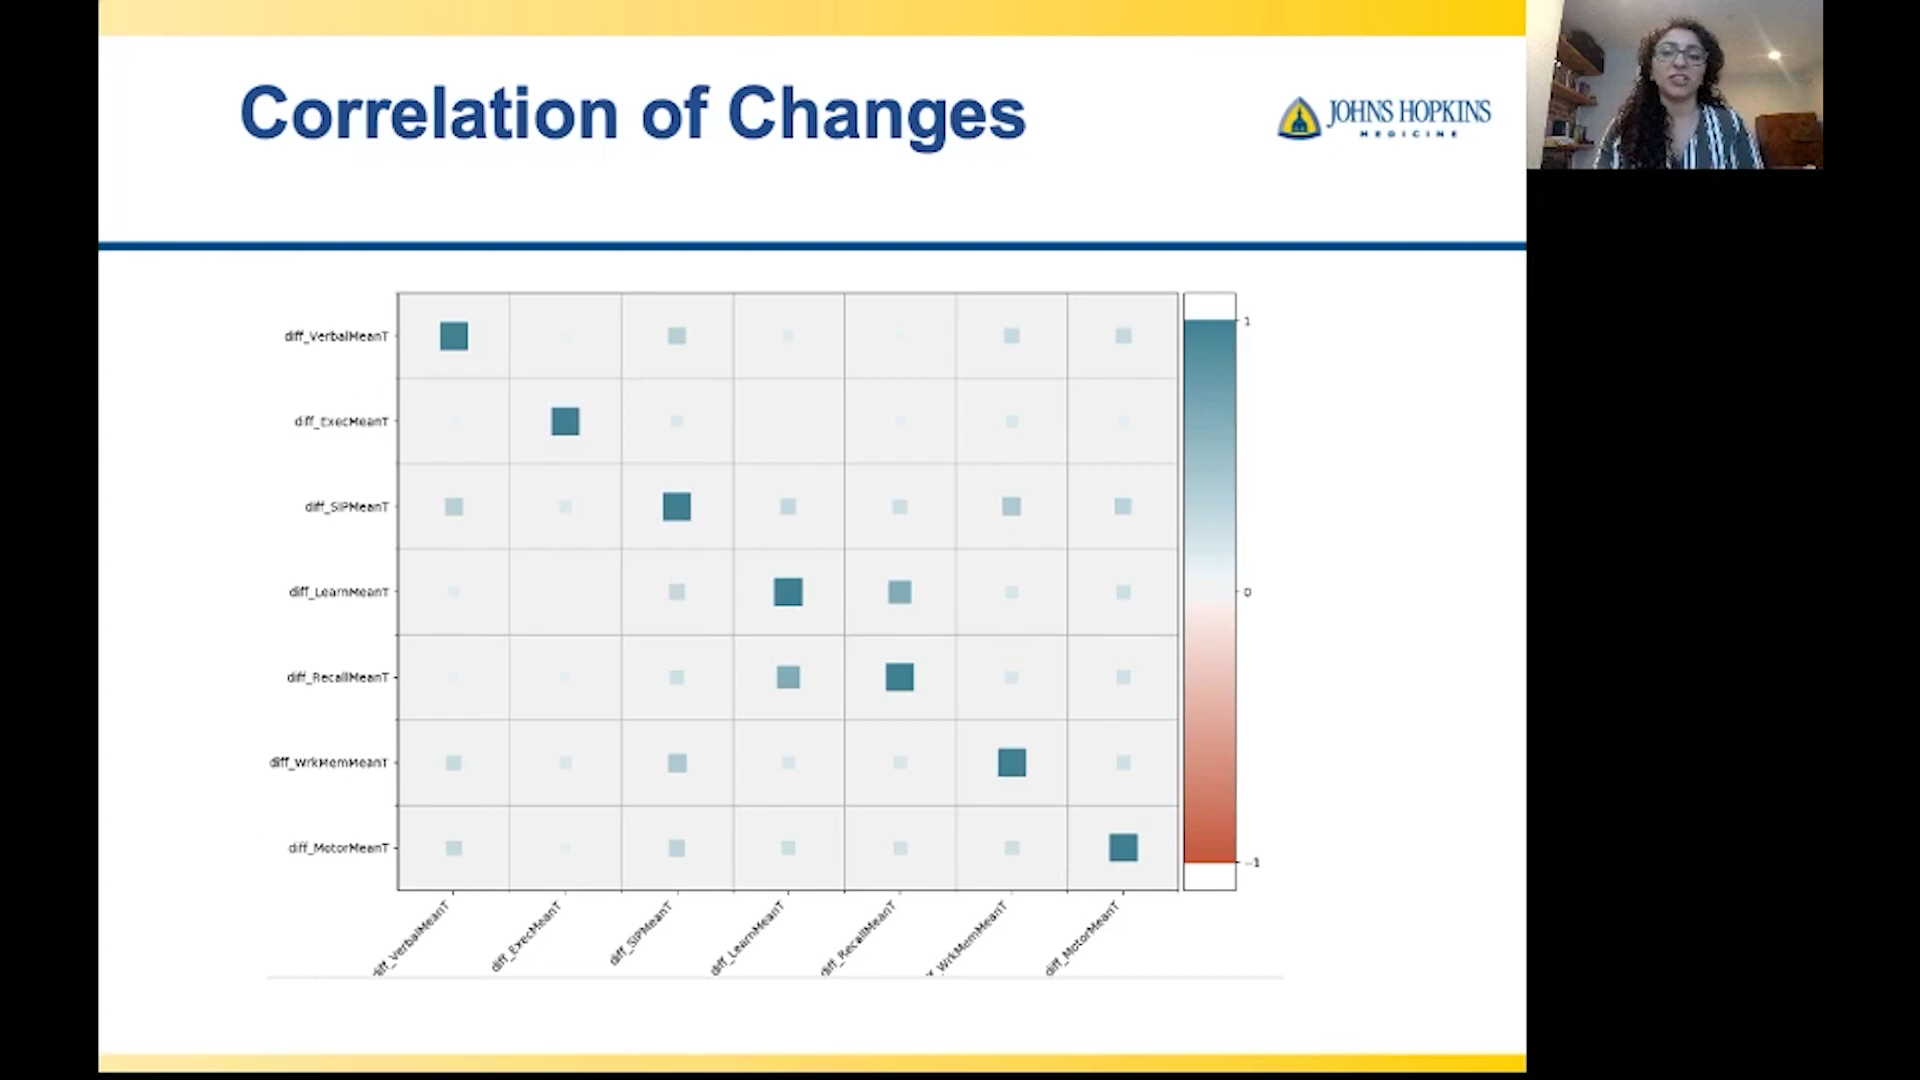 Correlation of Changes
JOHNS HOPKINS
MEDICINE
diff_VerbalMeanT
diff_ExecMeanT
diff_SIPMeanT
diff_LearnMeanT
diff_RecallMeanT
diff_WrkMemMeanT
diff_MotorMeanT
1
0
-1
diff_VerbalMeanT
diff_ExecMeanT
diff_SIPMeanT
diff_LearnMeanT
diff_RecallMeanT
f_WrkMemMeanT
diff_MotorMeanT